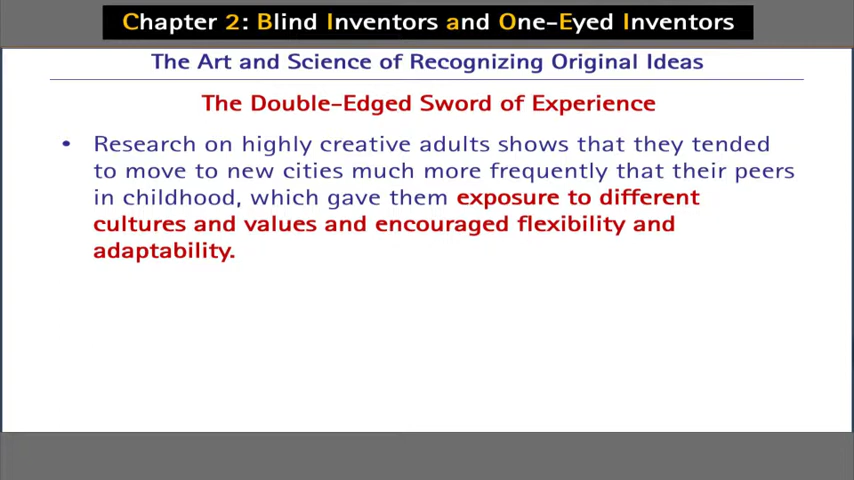 Chapter 2: Blind Inventors and One-Eyed Inventors
The Art and Science of Recognizing Original Ideas
The Double-Edged Sword of Experience
• Research on highly creative adults shows that they tended
to move to new cities much more frequently that their peers
in childhood, which gave them exposure to different
cultures and values and encouraged flexibility and
adaptability.